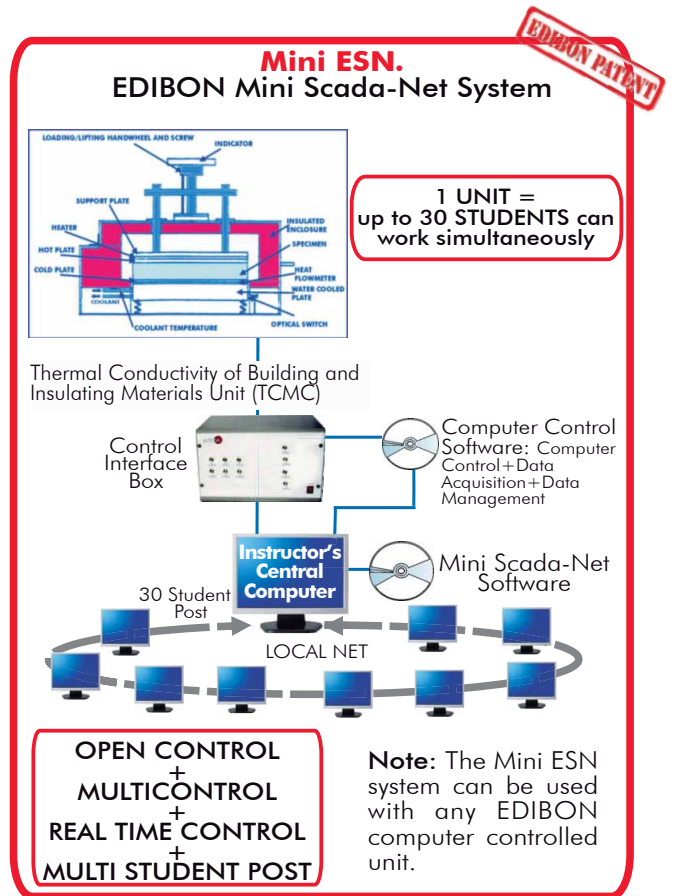 EDIBON PATENT
Mini ESN.
EDIBON Mini Scada-Net System
LOADING/LIFTING HANDWHEEL AND SCREW
INDICATOR
SUPPORT PLATE
HEATER
HOT PLATE
COLD PLATE
COOLANT
COOLANT TEMPERATURE
INSULATED
ENCLOSURE
SPECIMEN
HEAT
FLOWMETER
WATER COOLED
PLATE
OPTICAL SWITCH
1 UNIT =
up to 30 STUDENTS can
work simultaneously
Thermal Conductivity of Building and
Insulating Materials Unit (TCMC)
Control
Interface
Box
Computer Control
Software: Computer
Control+Data
Acquisition+Data
Management
Instructor's
Central
Computer
Mini Scada-Net
Software
30 Student
Post
LOCAL NET
OPEN CONTROL
+
MULTICONTROL
+
REAL TIME CONTROL
+
MULTI STUDENT POST
Note: The Mini ESN
system can be used
with any EDIBON
computer controlled
unit.